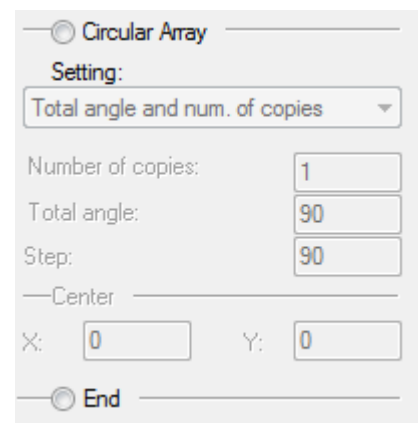 Circular Array
Setting:
Total angle and num. of copies
Number of copies: 1
Total angle: 90
Step: 90
Center
X: 0 Y: 0
End